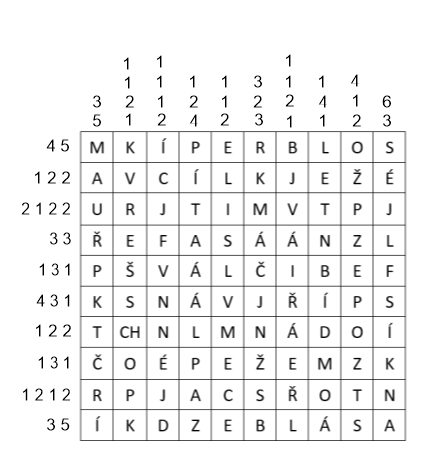 1 1 1
1 1 1 1 1 3 1 1 4
3 2 1 2 1 2 2 4 1 6
5 1 2 4 2 3 1 1 2 3
4 5 M K Í P E R B L O S
1 2 2 A V C Í L K J E Ž É
2 1 2 2 U R J T I M V T P J
3 3 Ř E F A S Á Á N Z L
1 3 1 P Š V Á L Č I B E F
4 3 1 K S N Á V J Ř Í P S
1 2 2 T CH N L M N Á D O Í
1 3 1 Č O É P E Ž E M Z K
1 2 1 2 R P J A C S Ř O T N
3 5 Í K D Z E B L Á S A